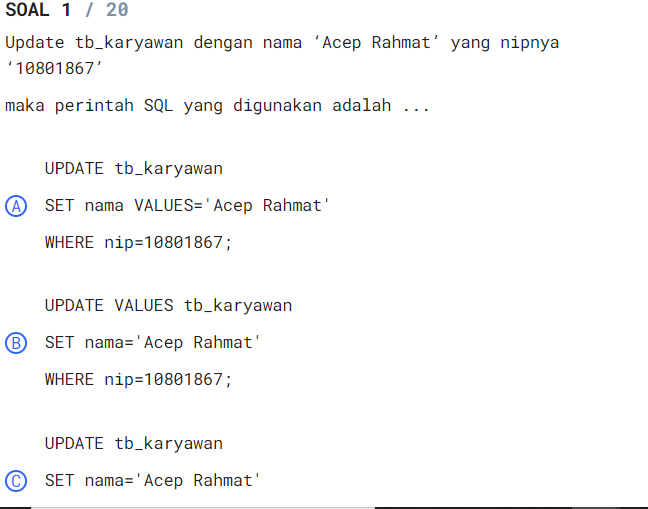 SOAL 1 / 20
Update tb_karyawan dengan nama ‘Acep Rahmat’ yang nipnya
‘10801867’
maka perintah SQL yang digunakan adalah ...
UPDATE tb_karyawan
A SET nama VALUES='Acep Rahmat'
WHERE nip=10801867;
UPDATE VALUES tb_karyawan
B SET nama='Acep Rahmat'
WHERE nip=10801867;
UPDATE tb_karyawan
C SET nama='Acep Rahmat'